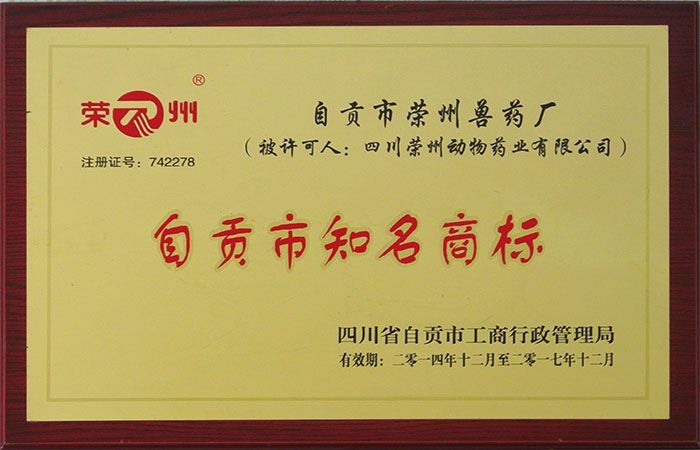 荣州®
注册证号：742278
自贡市荣州兽药厂
（被许可人：四川荣州动物药业有限公司）
自贡市知名商标
四川省自贡市工商行政管理局
有效期：二零一四年十二月至二零一七年十二月